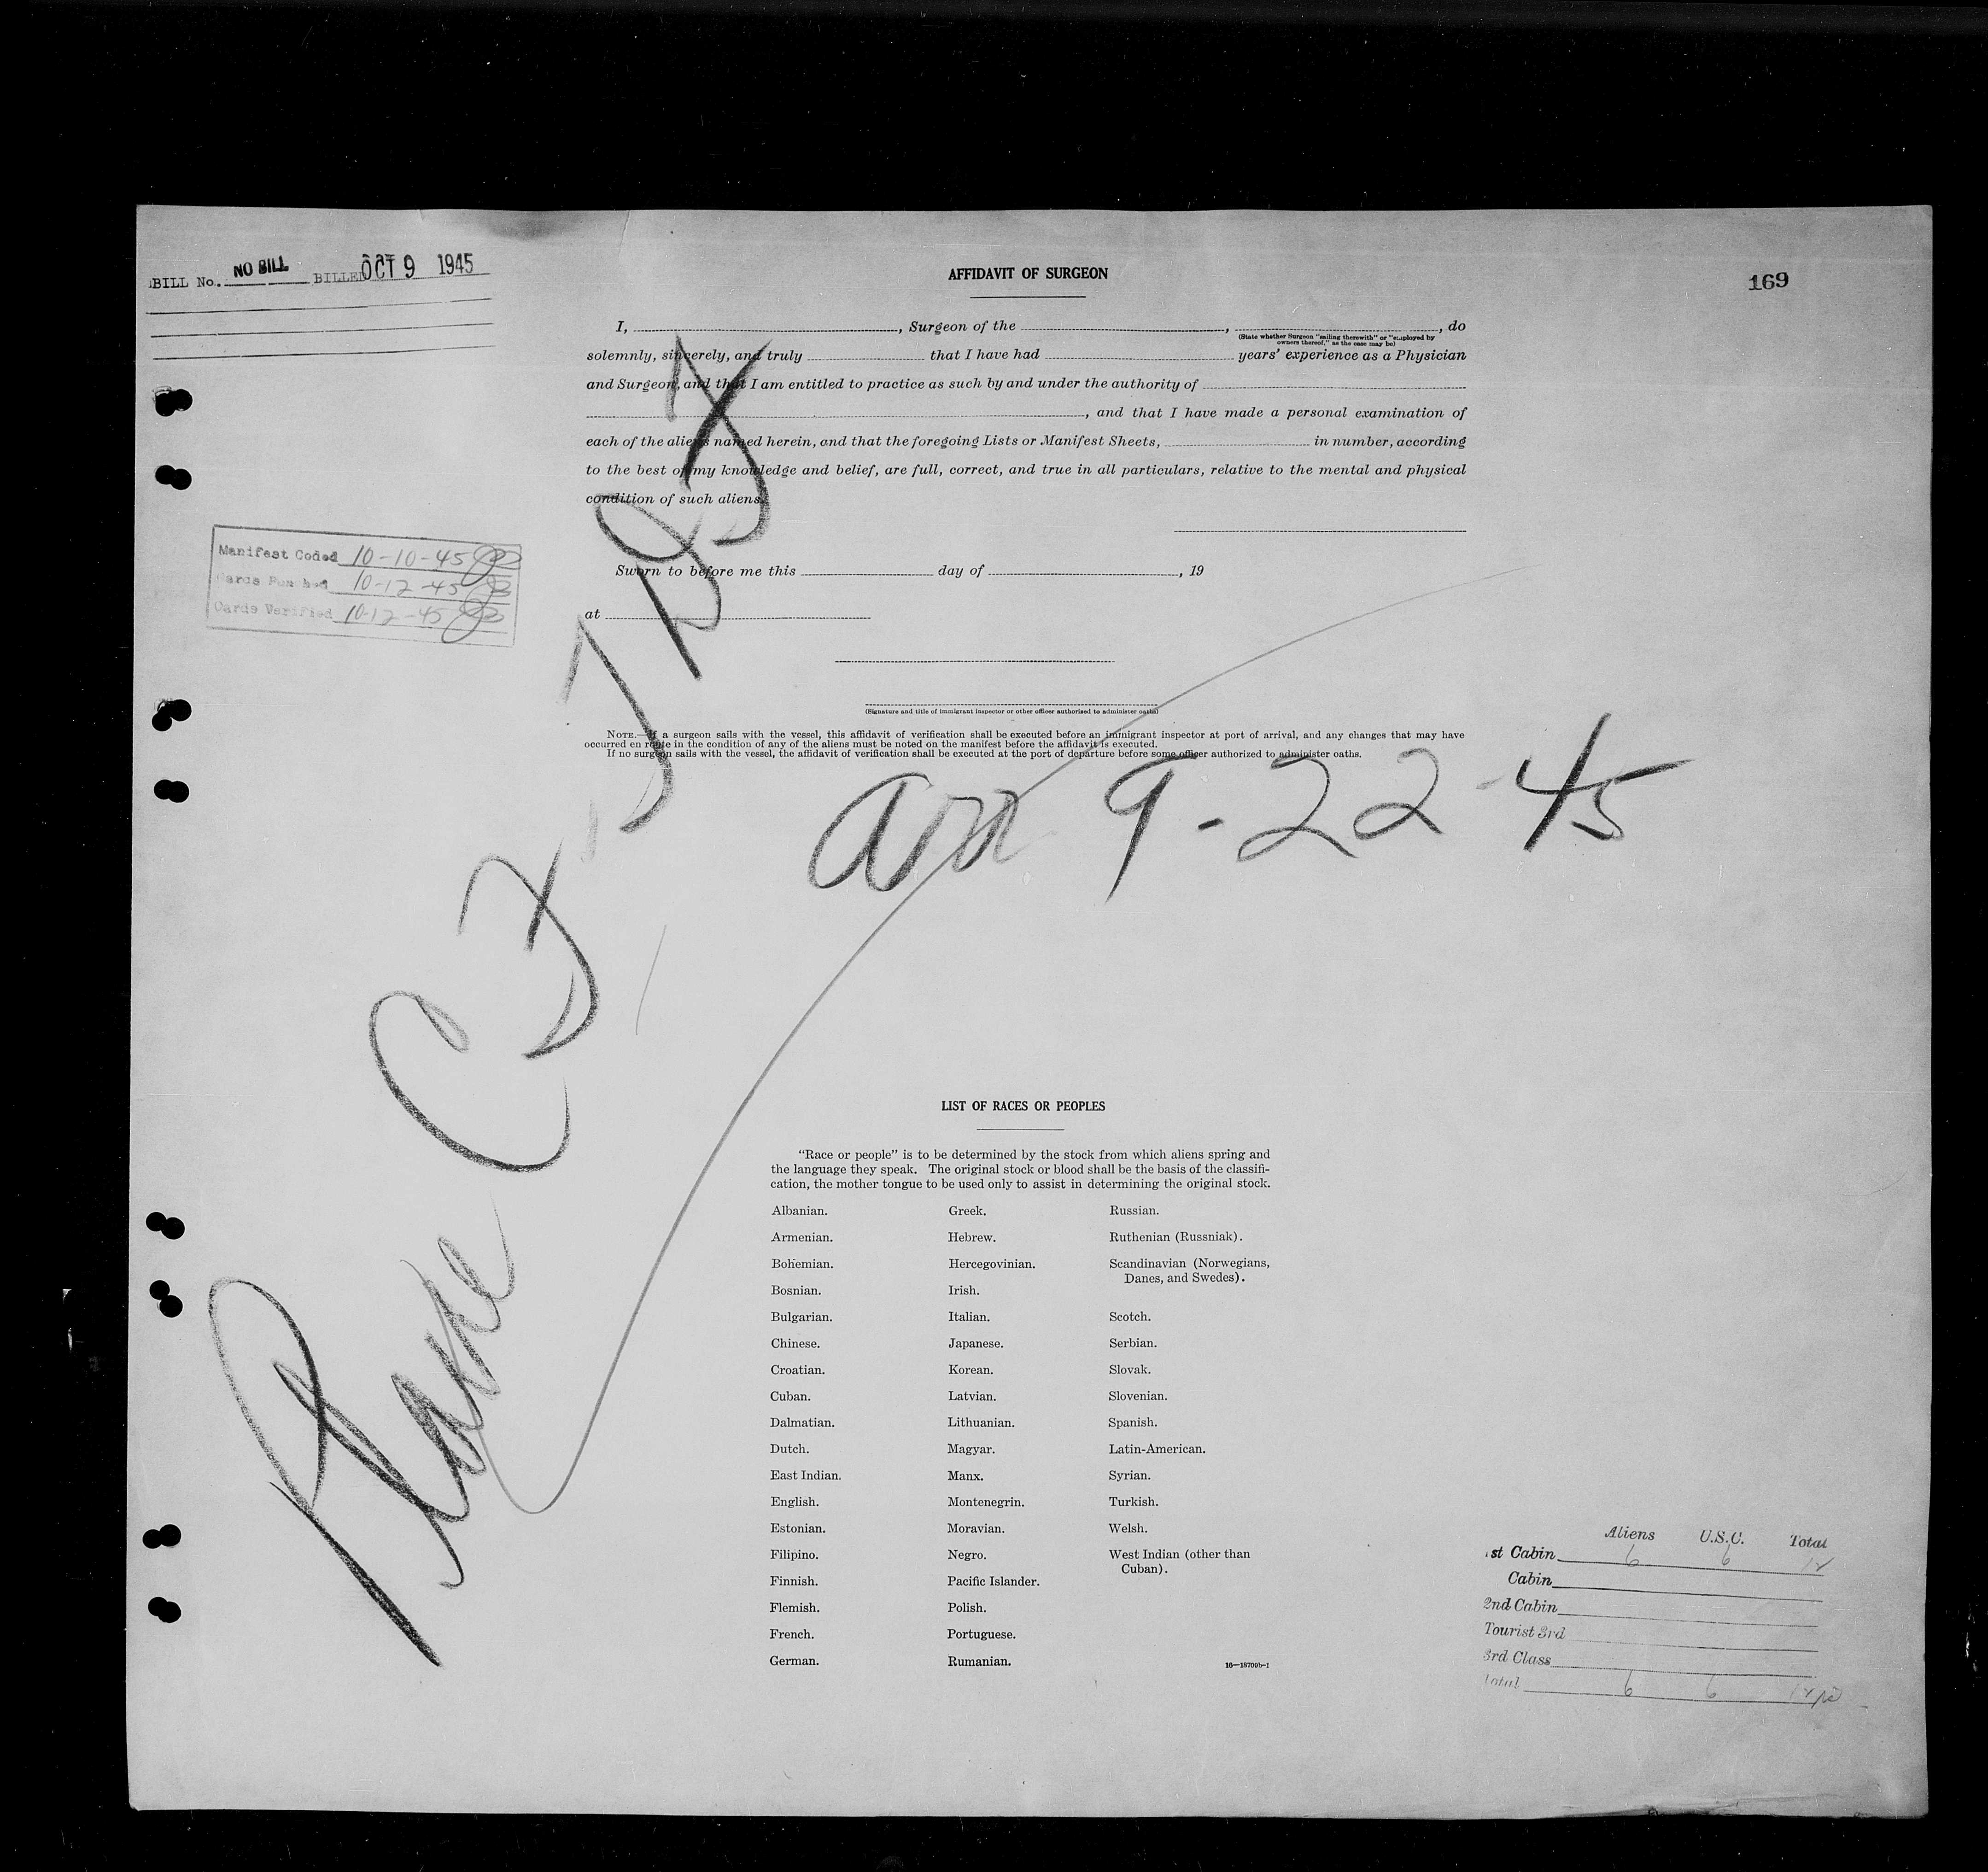 BILL No. NO BILL BILLED OCT 9 1945
169
AFFIDAVIT OF SURGEON
I, , Surgeon of the , , do
(State whether Surgeon "sailing therewith" or "employed by
owners thereof," as the case may be)
solemnly, sincerely, and truly that I have had years' experience as a Physician
and Surgeon, and that I am entitled to practice as such by and under the authority of
, and that I have made a personal examination of
each of the aliens named herein, and that the foregoing Lists or Manifest Sheets, in number, according
to the best of my knowledge and belief, are full, correct, and true in all particulars, relative to the mental and physical
condition of such aliens.
Manifest Coded 10-10-45
Cards Punched 10-12-45
Cards Verified 10-12-45
Sworn to before me this day of , 19
at
(Signature and title of immigrant inspector or other officer authorized to administer oaths)
NOTE.—If a surgeon sails with the vessel, this affidavit of verification shall be executed before an immigrant inspector at port of arrival, and any changes that may have
occurred en route in the condition of any of the aliens must be noted on the manifest before the affidavit is executed.
If no surgeon sails with the vessel, the affidavit of verification shall be executed at the port of departure before some officer authorized to administer oaths.
Plane
arr 9-22-45
LIST OF RACES OR PEOPLES
"Race or people" is to be determined by the stock from which aliens spring and
the language they speak. The original stock or blood shall be the basis of the classifi-
cation, the mother tongue to be used only to assist in determining the original stock.
Albanian.
Armenian.
Bohemian.
Bosnian.
Bulgarian.
Chinese.
Croatian.
Cuban.
Dalmatian.
Dutch.
East Indian.
English.
Estonian.
Filipino.
Finnish.
Flemish.
French.
German.
Greek.
Hebrew.
Hercegovinian.
Irish.
Italian.
Japanese.
Korean.
Latvian.
Lithuanian.
Magyar.
Manx.
Montenegrin.
Moravian.
Negro.
Pacific Islander.
Polish.
Portuguese.
Rumanian.
Russian.
Ruthenian (Russniak).
Scandinavian (Norwegians,
Danes, and Swedes).
Scotch.
Serbian.
Slovak.
Slovenian.
Spanish.
Latin-American.
Syrian.
Turkish.
Welsh.
West Indian (other than
Cuban).
16—18709b-1
Aliens U.S.C. Total
1st Cabin 6 6 12
Cabin
2nd Cabin
Tourist 3rd
3rd Class
Total 6 6 12